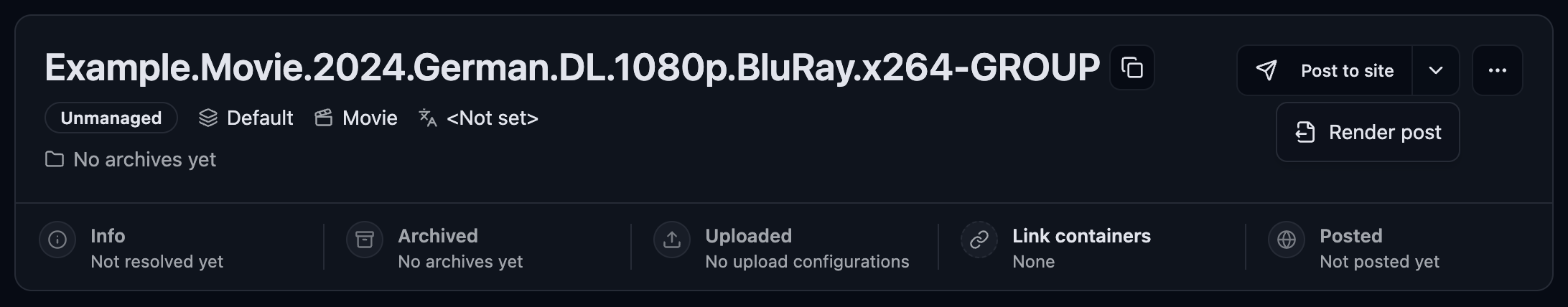 Example.Movie.2024.German.DL.1080p.BluRay.x264-GROUP
Post to site
Unmanaged Default Movie <Not set>
Render post
No archives yet
Info
Not resolved yet
Archived
No archives yet
Uploaded
No upload configurations
Link containers
None
Posted
Not posted yet